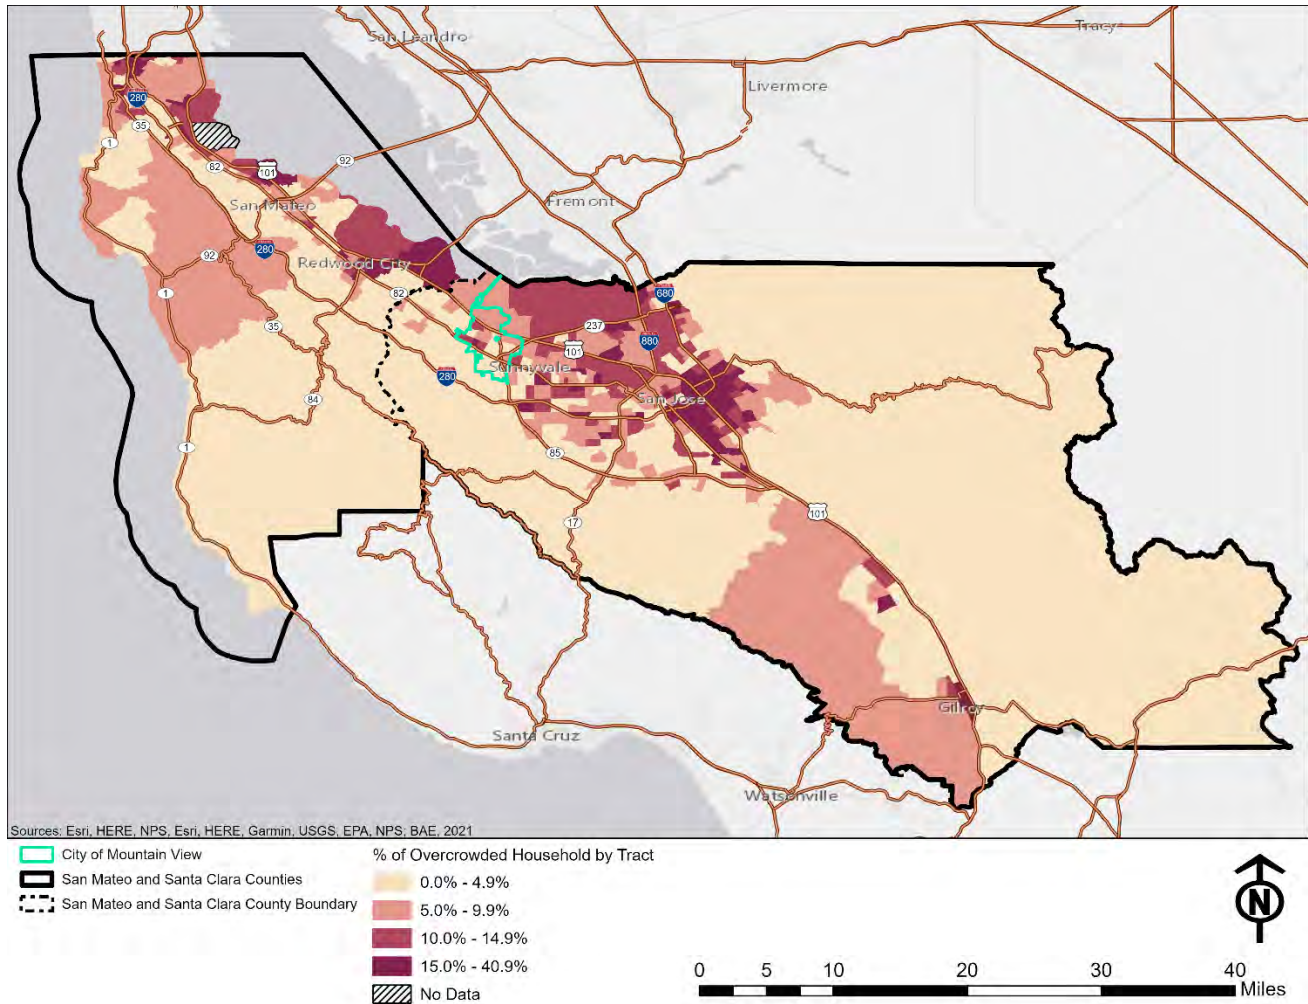 San Leandro
Tracy
Livermore
280
35
1
92
82
101
San Mateo
Fremont
92
280
Redwood City
1
82
680
35
237
880
101
Sunnyvale
280
San Jose
84
1
85
101
17
Gilroy
Santa Cruz
Watsonville
Sources: Esri, HERE, NPS, Esri, HERE, Garmin, USGS, EPA, NPS; BAE, 2021
City of Mountain View
San Mateo and Santa Clara Counties
San Mateo and Santa Clara County Boundary
% of Overcrowded Household by Tract
0.0% - 4.9%
5.0% - 9.9%
10.0% - 14.9%
15.0% - 40.9%
No Data
N
0 5 10 20 30 40
Miles